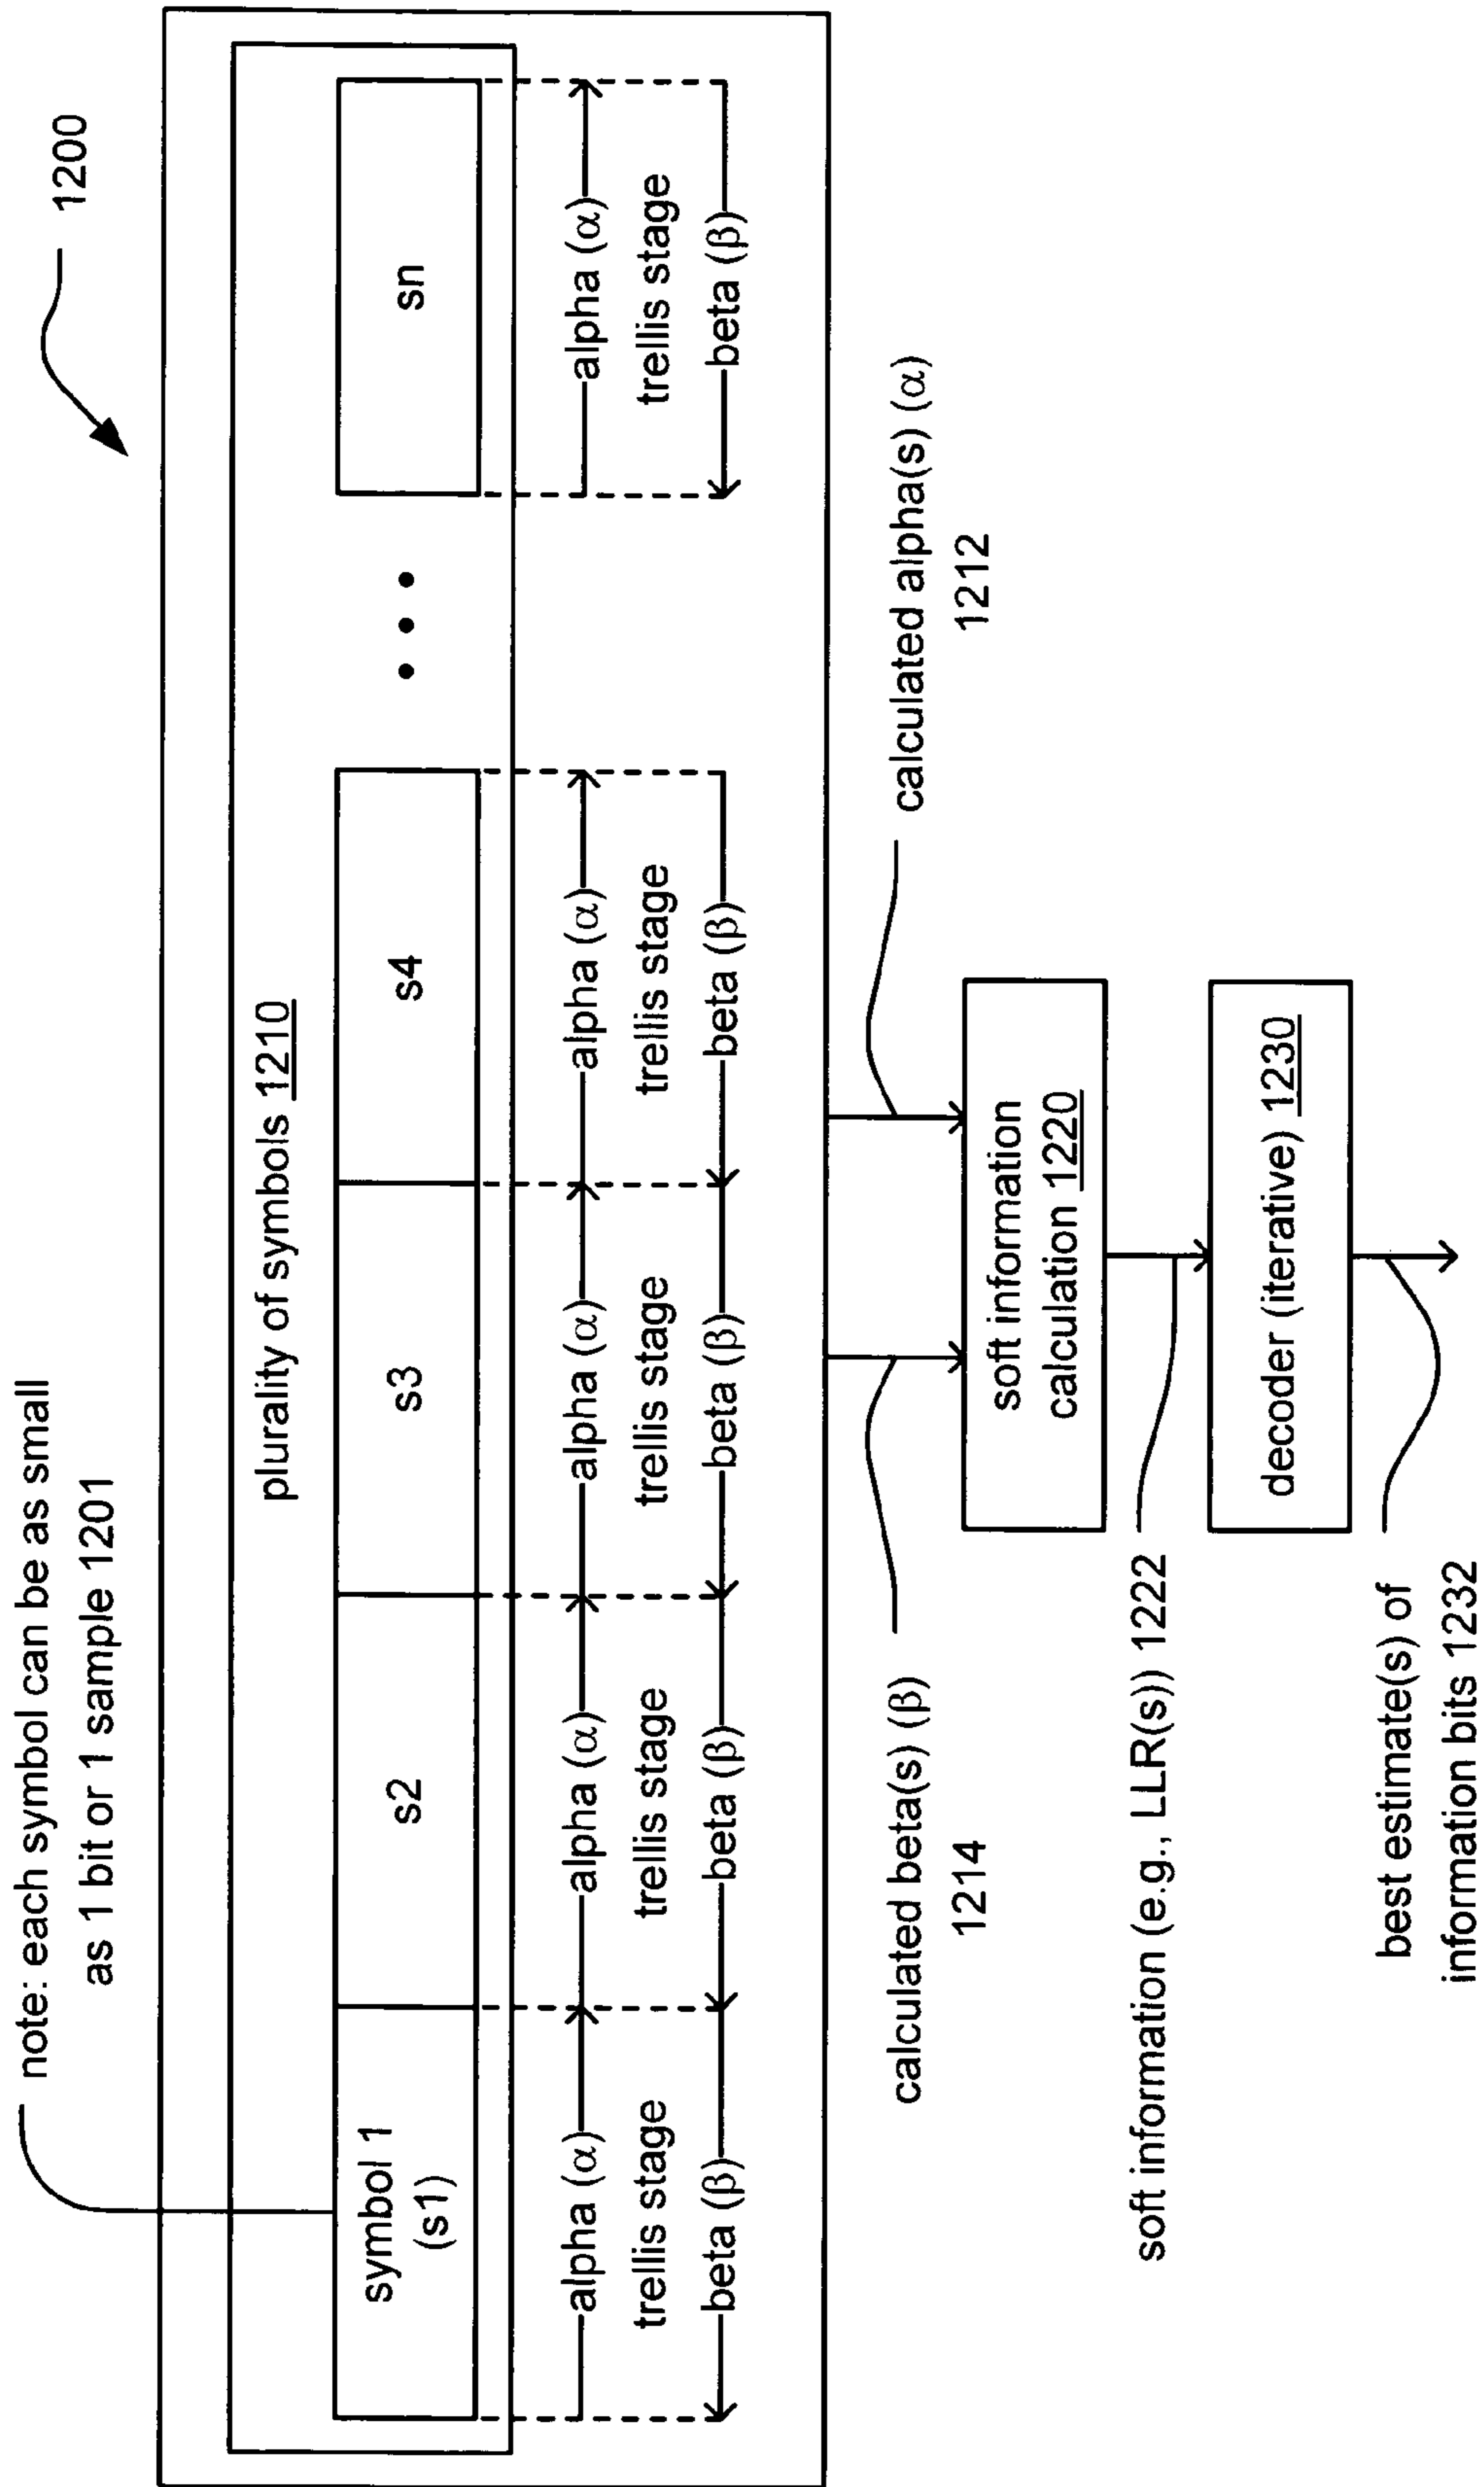 note: each symbol can be as small
as 1 bit or 1 sample 1201
1200
plurality of symbols 1210
symbol 1
(s1)
s2
s3
s4
• • •
sn
alpha (α)
trellis stage
beta (β)
alpha (α)
trellis stage
beta (β)
alpha (α)
trellis stage
beta (β)
alpha (α)
trellis stage
beta (β)
alpha (α)
trellis stage
beta (β)
calculated beta(s) (β)
1214
calculated alpha(s) (α)
1212
soft information
calculation 1220
soft information (e.g., LLR(s)) 1222
decoder (iterative) 1230
best estimate(s) of
information bits 1232